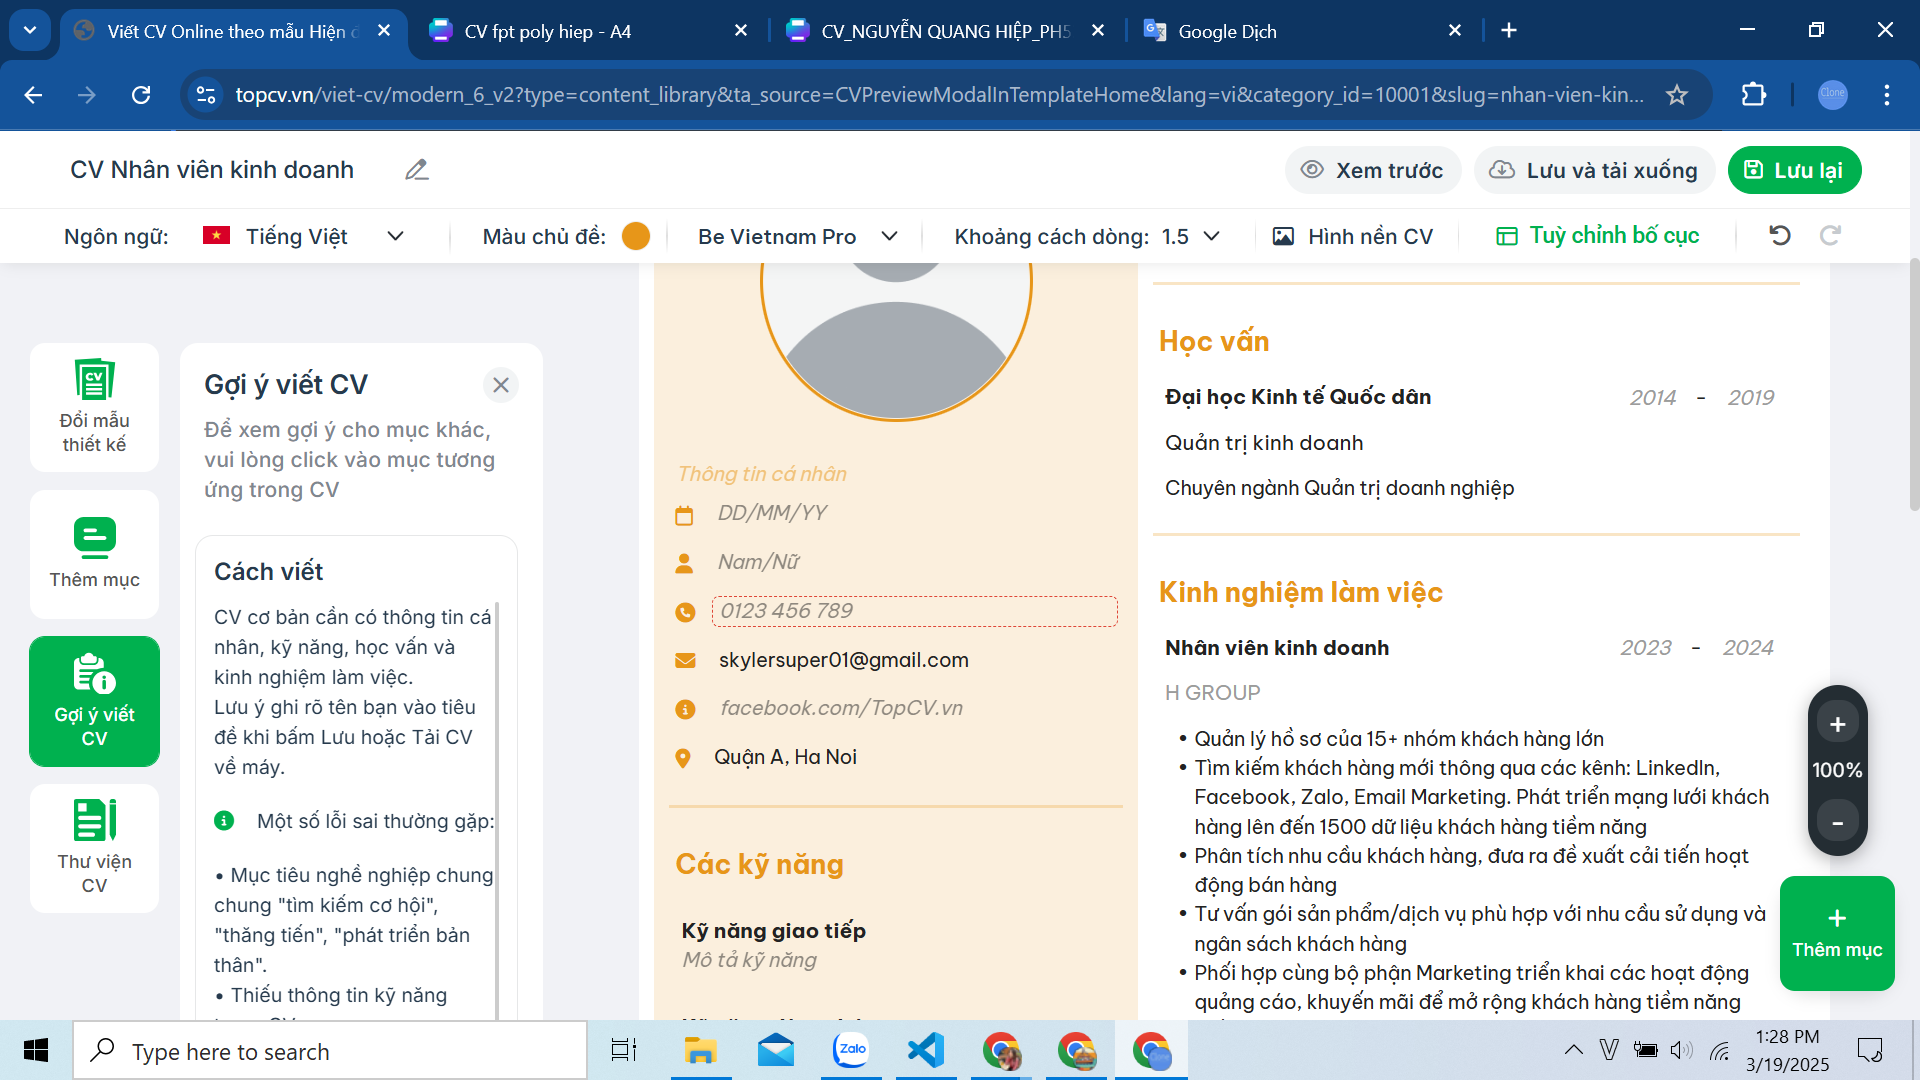 Viết CV Online theo mẫu Hiện đ
CV fpt poly hiep - A4
CV_NGUYỄN QUANG HIỆP_PH5
Google Dịch
topcv.vn/viet-cv/modern_6_v2?type=content_library&ta_source=CVPreviewModalInTemplateHome&lang=vi&category_id=10001&slug=nhan-vien-kin...
Clone
CV Nhân viên kinh doanh
Xem trước
Lưu và tải xuống
Lưu lại
Ngôn ngữ:
Tiếng Việt
Màu chủ đề:
Be Vietnam Pro
Khoảng cách dòng: 1.5
Hình nền CV
Tuỳ chỉnh bố cục
CV
Đổi mẫu
thiết kế
Thêm mục
Gợi ý viết
CV
Thư viện
CV
Gợi ý viết CV
Để xem gợi ý cho mục khác,
vui lòng click vào mục tương
ứng trong CV
Cách viết
CV cơ bản cần có thông tin cá
nhân, kỹ năng, học vấn và
kinh nghiệm làm việc.
Lưu ý ghi rõ tên bạn vào tiêu
đề khi bấm Lưu hoặc Tải CV
về máy.
Một số lỗi sai thường gặp:
• Mục tiêu nghề nghiệp chung
chung "tìm kiếm cơ hội",
"thăng tiến", "phát triển bản
thân".
• Thiếu thông tin kỹ năng
Thông tin cá nhân
DD/MM/YY
Nam/Nữ
0123 456 789
skylersuper01@gmail.com
facebook.com/TopCV.vn
Quận A, Ha Noi
Các kỹ năng
Kỹ năng giao tiếp
Mô tả kỹ năng
Học vấn
Đại học Kinh tế Quốc dân
2014 - 2019
Quản trị kinh doanh
Chuyên ngành Quản trị doanh nghiệp
Kinh nghiệm làm việc
Nhân viên kinh doanh
2023 - 2024
H GROUP
• Quản lý hồ sơ của 15+ nhóm khách hàng lớn
• Tìm kiếm khách hàng mới thông qua các kênh: LinkedIn,
Facebook, Zalo, Email Marketing. Phát triển mạng lưới khách
hàng lên đến 1500 dữ liệu khách hàng tiềm năng
• Phân tích nhu cầu khách hàng, đưa ra đề xuất cải tiến hoạt
động bán hàng
• Tư vấn gói sản phẩm/dịch vụ phù hợp với nhu cầu sử dụng và
ngân sách khách hàng
• Phối hợp cùng bộ phận Marketing triển khai các hoạt động
quảng cáo, khuyến mãi để mở rộng khách hàng tiềm năng
+
100%
-
+
Thêm mục
Type here to search
Zalo
Clone
V
1:28 PM
3/19/2025